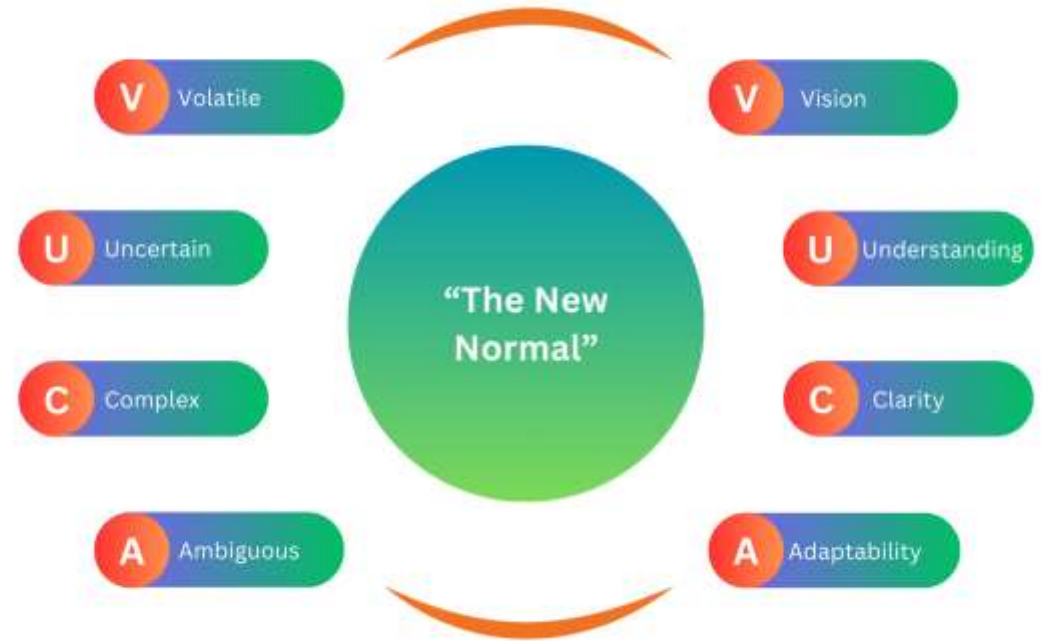 V Volatile
U Uncertain
C Complex
A Ambiguous
“The New
Normal”
V Vision
U Understanding
C Clarity
A Adaptability